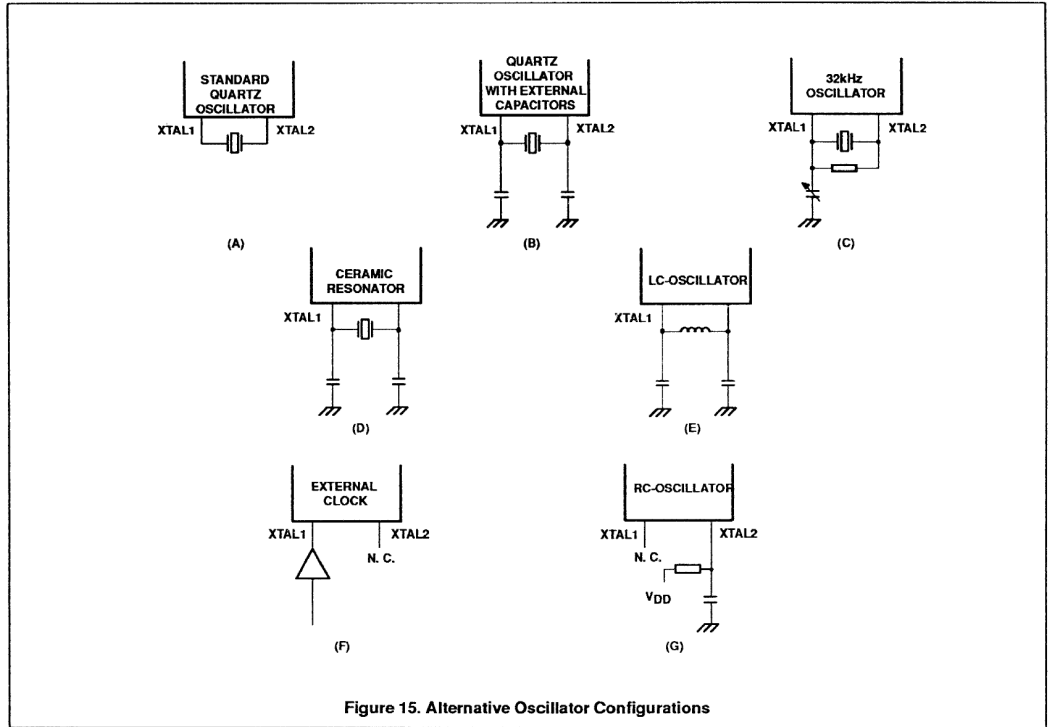 STANDARD
QUARTZ
OSCILLATOR
XTAL1
XTAL2
(A)
QUARTZ
OSCILLATOR
WITH EXTERNAL
CAPACITORS
XTAL1
XTAL2
(B)
32kHz
OSCILLATOR
XTAL1
XTAL2
(C)
CERAMIC
RESONATOR
XTAL1
(D)
LC-OSCILLATOR
XTAL1
(E)
EXTERNAL
CLOCK
XTAL1
XTAL2
N. C.
(F)
RC-OSCILLATOR
XTAL1
XTAL2
N. C.
VDD
(G)
Figure 15. Alternative Oscillator Configurations